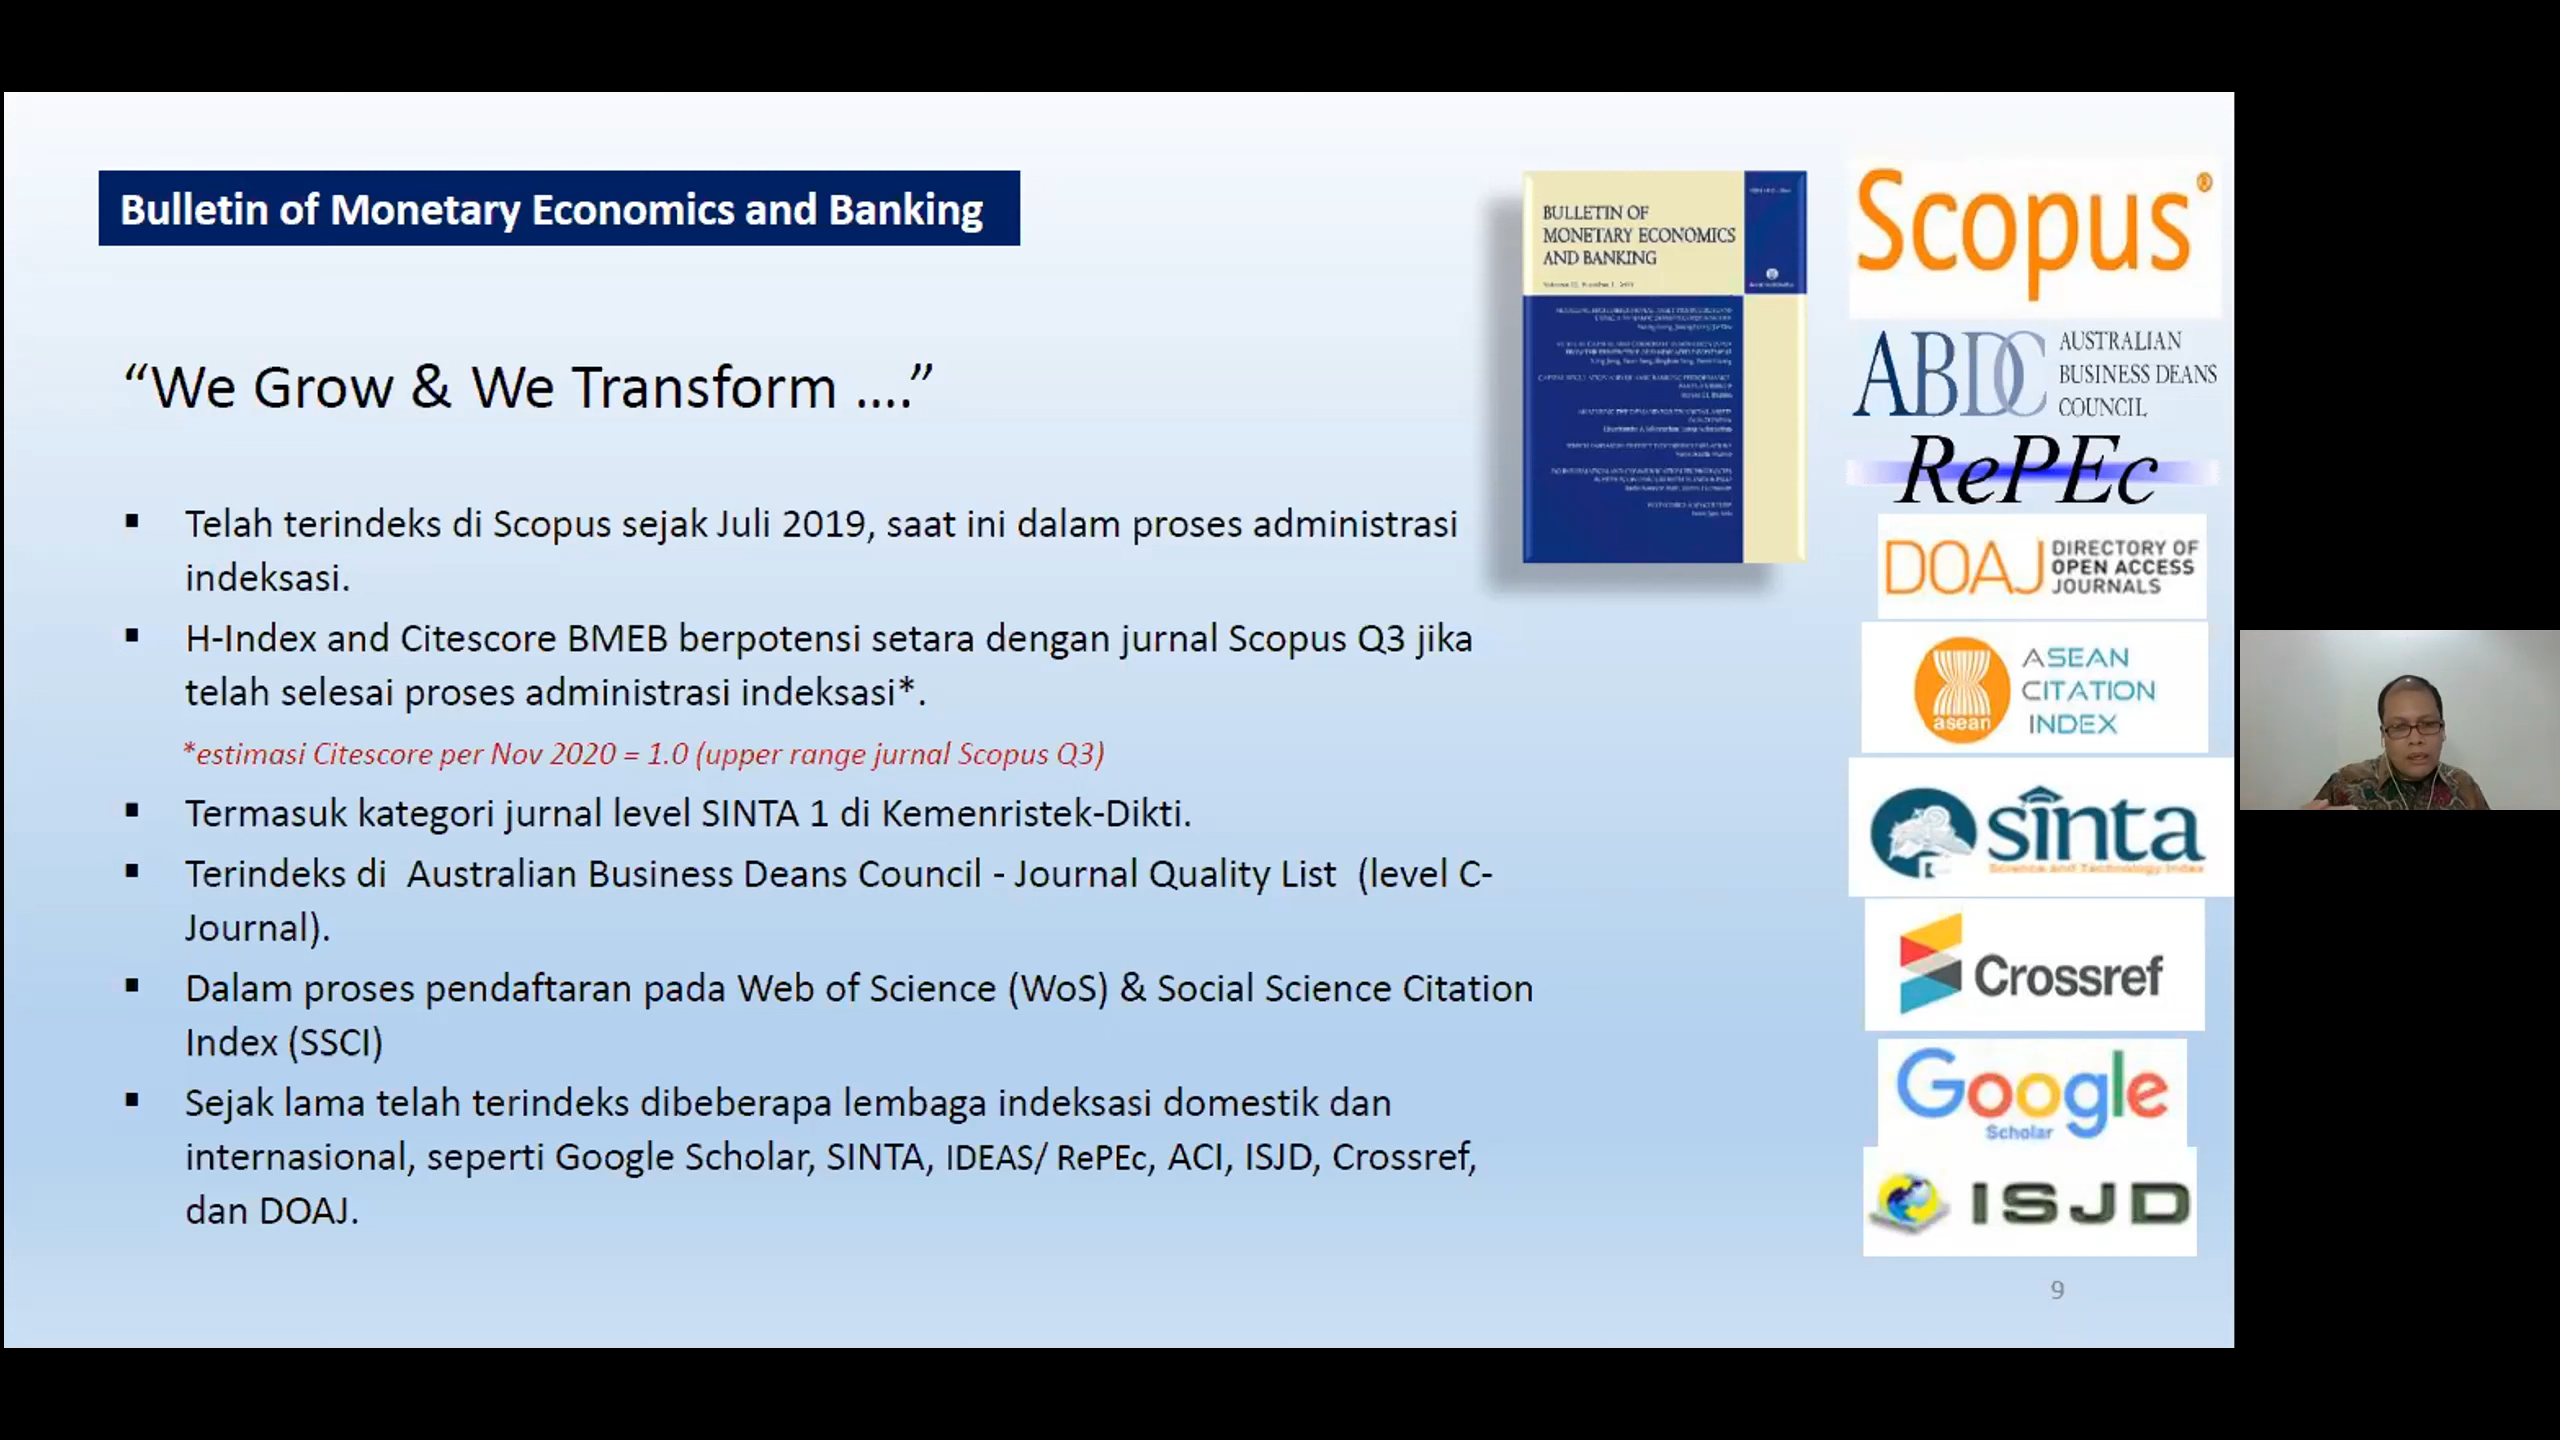 Bulletin of Monetary Economics and Banking
“We Grow & We Transform ....”
▪ Telah terindeks di Scopus sejak Juli 2019, saat ini dalam proses administrasi
indeksasi.
▪ H-Index and Citescore BMEB berpotensi setara dengan jurnal Scopus Q3 jika
telah selesai proses administrasi indeksasi*.
*estimasi Citescore per Nov 2020 = 1.0 (upper range jurnal Scopus Q3)
▪ Termasuk kategori jurnal level SINTA 1 di Kemenristek-Dikti.
▪ Terindeks di Australian Business Deans Council - Journal Quality List (level C-
Journal).
▪ Dalam proses pendaftaran pada Web of Science (WoS) & Social Science Citation
Index (SSCI)
▪ Sejak lama telah terindeks dibeberapa lembaga indeksasi domestik dan
internasional, seperti Google Scholar, SINTA, IDEAS/ RePEc, ACI, ISJD, Crossref,
dan DOAJ.
BULLETIN OF
MONETARY ECONOMICS
AND BANKING
Scopus®
ABDC
AUSTRALIAN
BUSINESS DEANS
COUNCIL
RePEc
DOAJ
DIRECTORY OF
OPEN ACCESS
JOURNALS
asean
ASEAN
CITATION
INDEX
sinta
Science and Technology Index
Crossref
Google
Scholar
ISJD
9